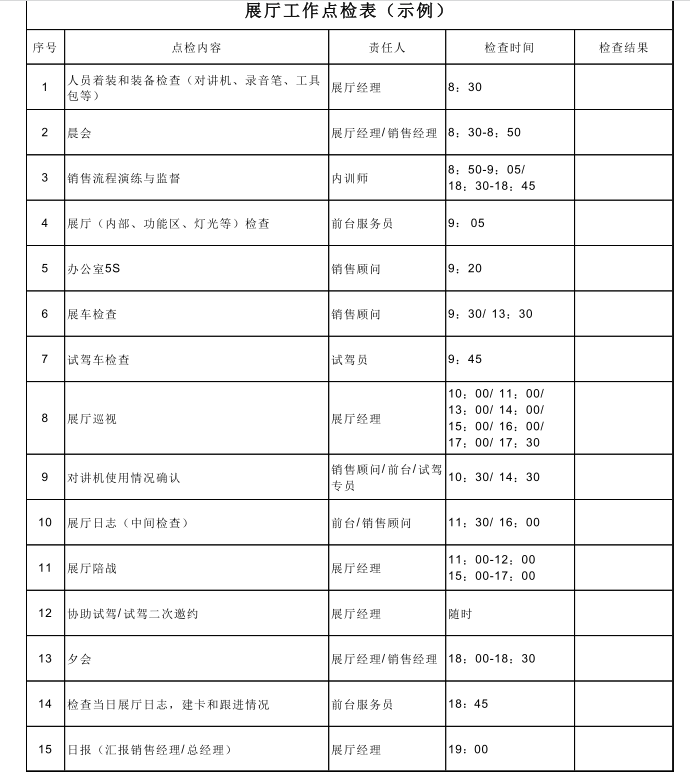 展厅工作点检表（示例）
序号 点检内容 责任人 检查时间 检查结果
1 人员着装和装备检查（对讲机、录音笔、工具包等） 展厅经理 8：30
2 晨会 展厅经理/销售经理 8：30-8：50
3 销售流程演练与监督 内训师 8：50-9：05/ 18：30-18：45
4 展厅（内部、功能区、灯光等）检查 前台服务员 9： 05
5 办公室5S 销售顾问 9：20
6 展车检查 销售顾问 9：30/ 13：30
7 试驾车检查 试驾员 9：45
8 展厅巡视 展厅经理 10：00/ 11：00/ 13：00/ 14：00/ 15：00/ 16：00/ 17：00/ 17：30
9 对讲机使用情况确认 销售顾问/前台/试驾专员 10：30/ 14：30
10 展厅日志（中间检查） 前台/销售顾问 11：30/ 16：00
11 展厅陪战 展厅经理 11：00-12：00 15：00-17：00
12 协助试驾/试驾二次邀约 展厅经理 随时
13 夕会 展厅经理/销售经理 18：00-18：30
14 检查当日展厅日志，建卡和跟进情况 前台服务员 18：45
15 日报（汇报销售经理/总经理） 展厅经理 19：00